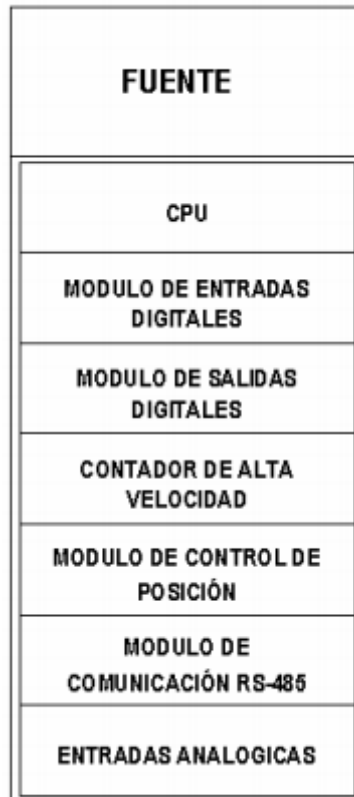 FUENTE
CPU
MODULO DE ENTRADAS
DIGITALES
MODULO DE SALIDAS
DIGITALES
CONTADOR DE ALTA
VELOCIDAD
MODULO DE CONTROL DE
POSICIÓN
MODULO DE
COMUNICACIÓN RS-485
ENTRADAS ANALOGICAS